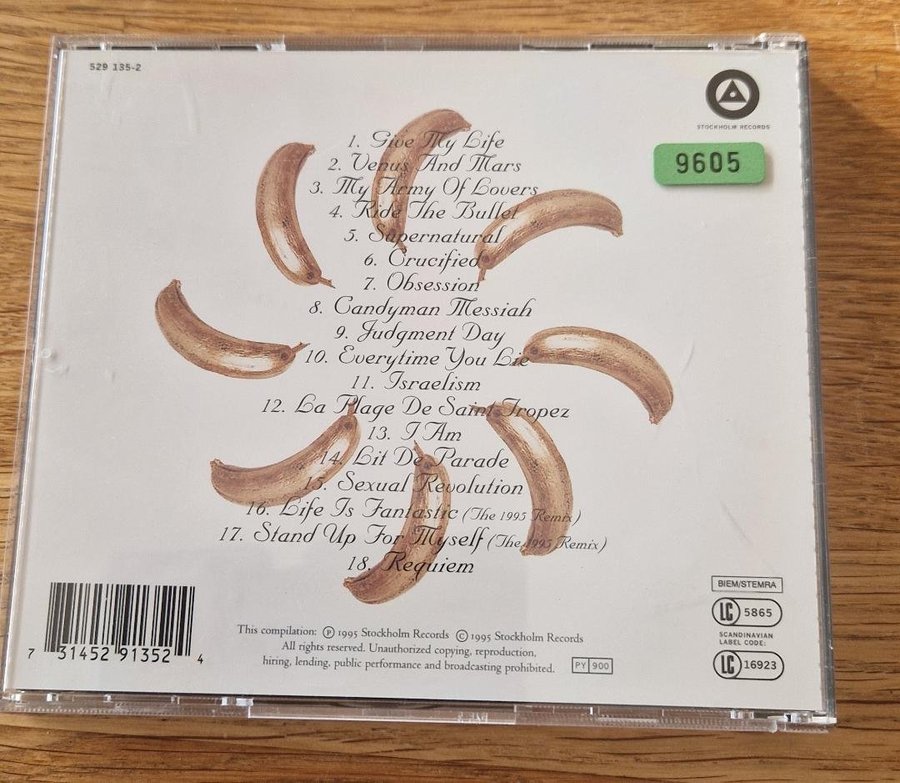 529 135-2
STOCKHOLM RECORDS
9605
1. Give My Life
2. Venus And Mars
3. My Army Of Lovers
4. Ride The Bullet
5. Supernatural
6. Crucified
7. Obsession
8. Candyman Messiah
9. Judgment Day
10. Everytime You Lie
11. Israelism
12. La Plage De Saint Tropez
13. I Am
14. Lit De Parade
15. Sexual Revolution
16. Life Is Fantastic (The 1995 Remix)
17. Stand Up For Myself (The 1995 Remix)
18. Requiem
7 31452 91352 4
This compilation: Ⓟ 1995 Stockholm Records © 1995 Stockholm Records
All rights reserved. Unauthorized copying, reproduction,
hiring, lending, public performance and broadcasting prohibited.
PY 900
BIEM/STEMRA
LC 5865
SCANDINAVIAN
LABEL CODE:
LC 16923